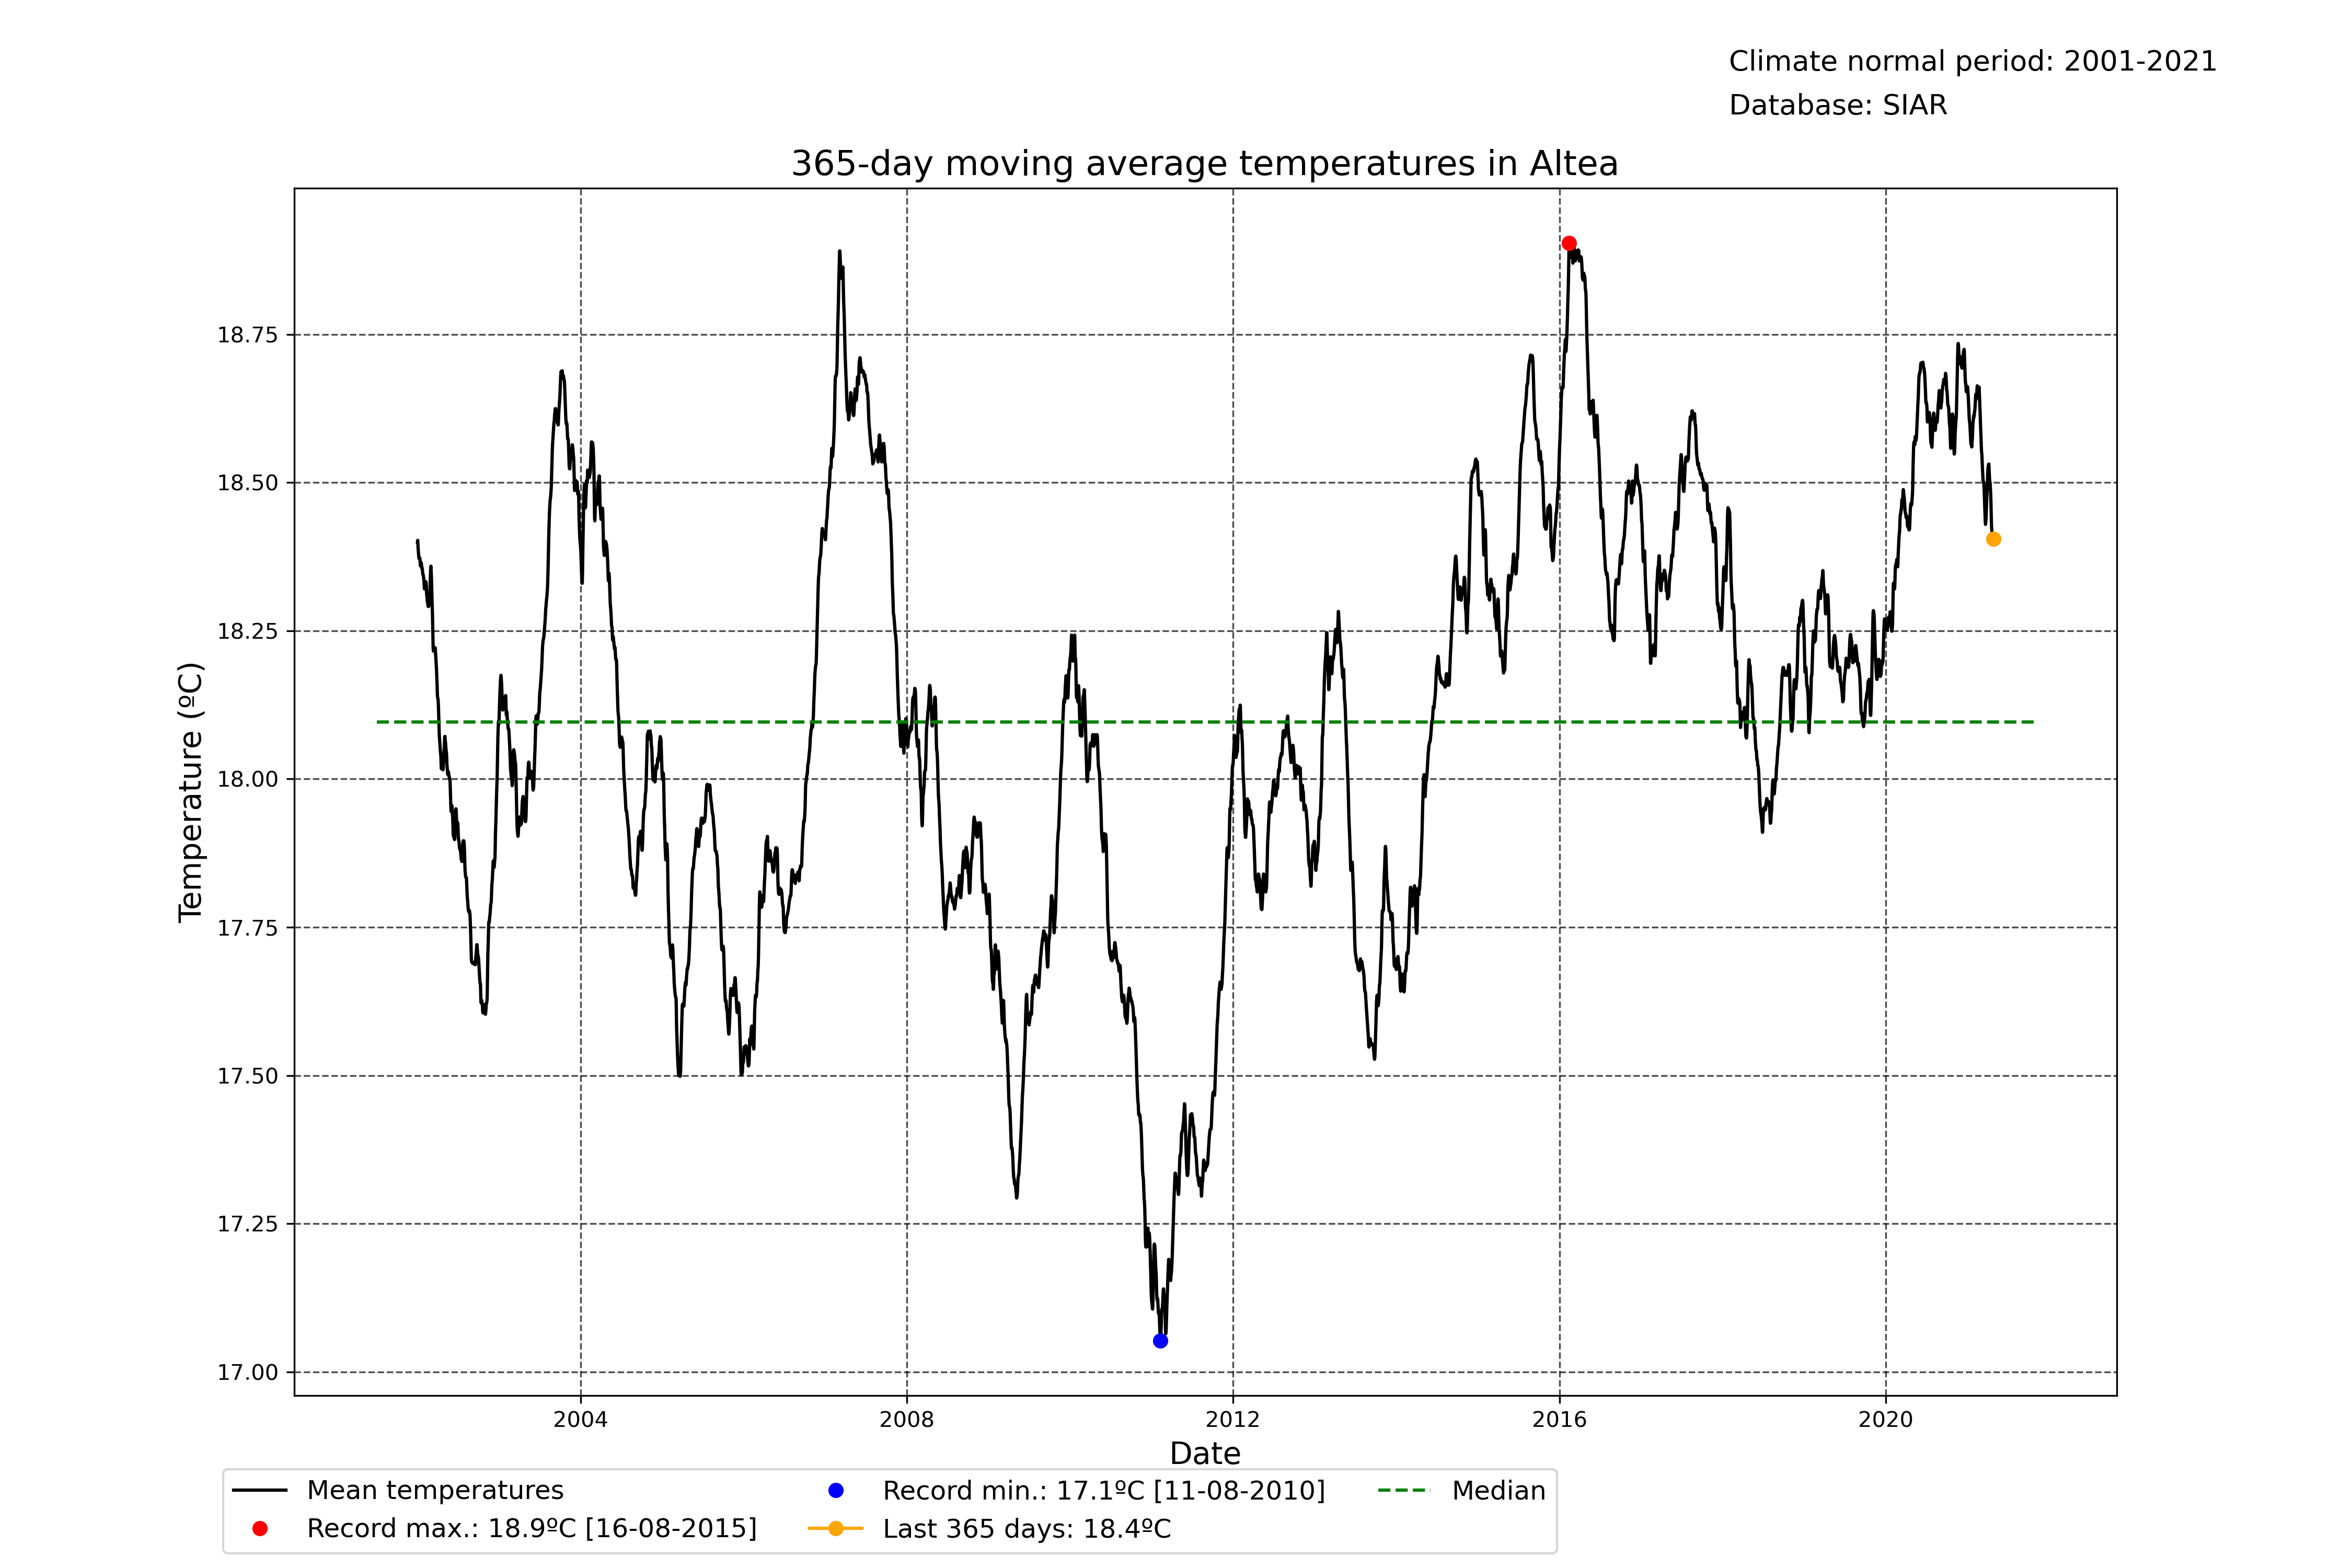 Climate normal period: 2001-2021
Database: SIAR
365-day moving average temperatures in Altea
Temperature (ºC)
18.75
18.50
18.25
18.00
17.75
17.50
17.25
17.00
2004 2008 2012 2016 2020
Date
Mean temperatures
Record max.: 18.9ºC [16-08-2015]
Record min.: 17.1ºC [11-08-2010]
Last 365 days: 18.4ºC
Median